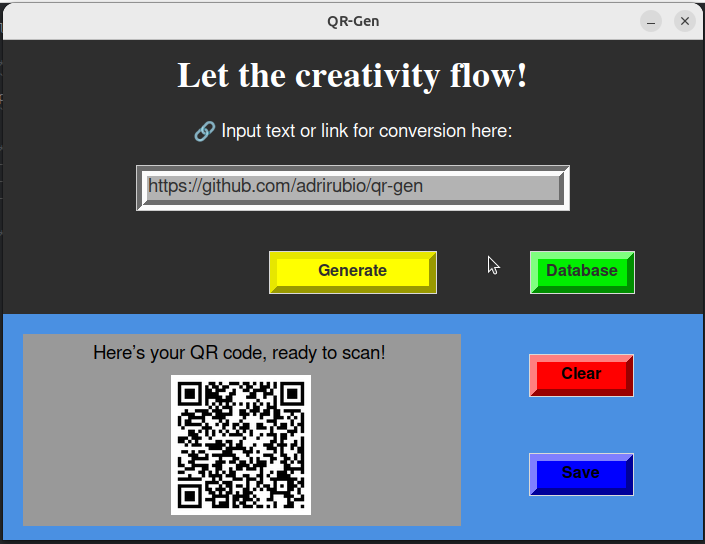 QR-Gen
Let the creativity flow!
🔗 Input text or link for conversion here:
https://github.com/adrirubio/qr-gen
Generate
Database
Here's your QR code, ready to scan!
Clear
Save